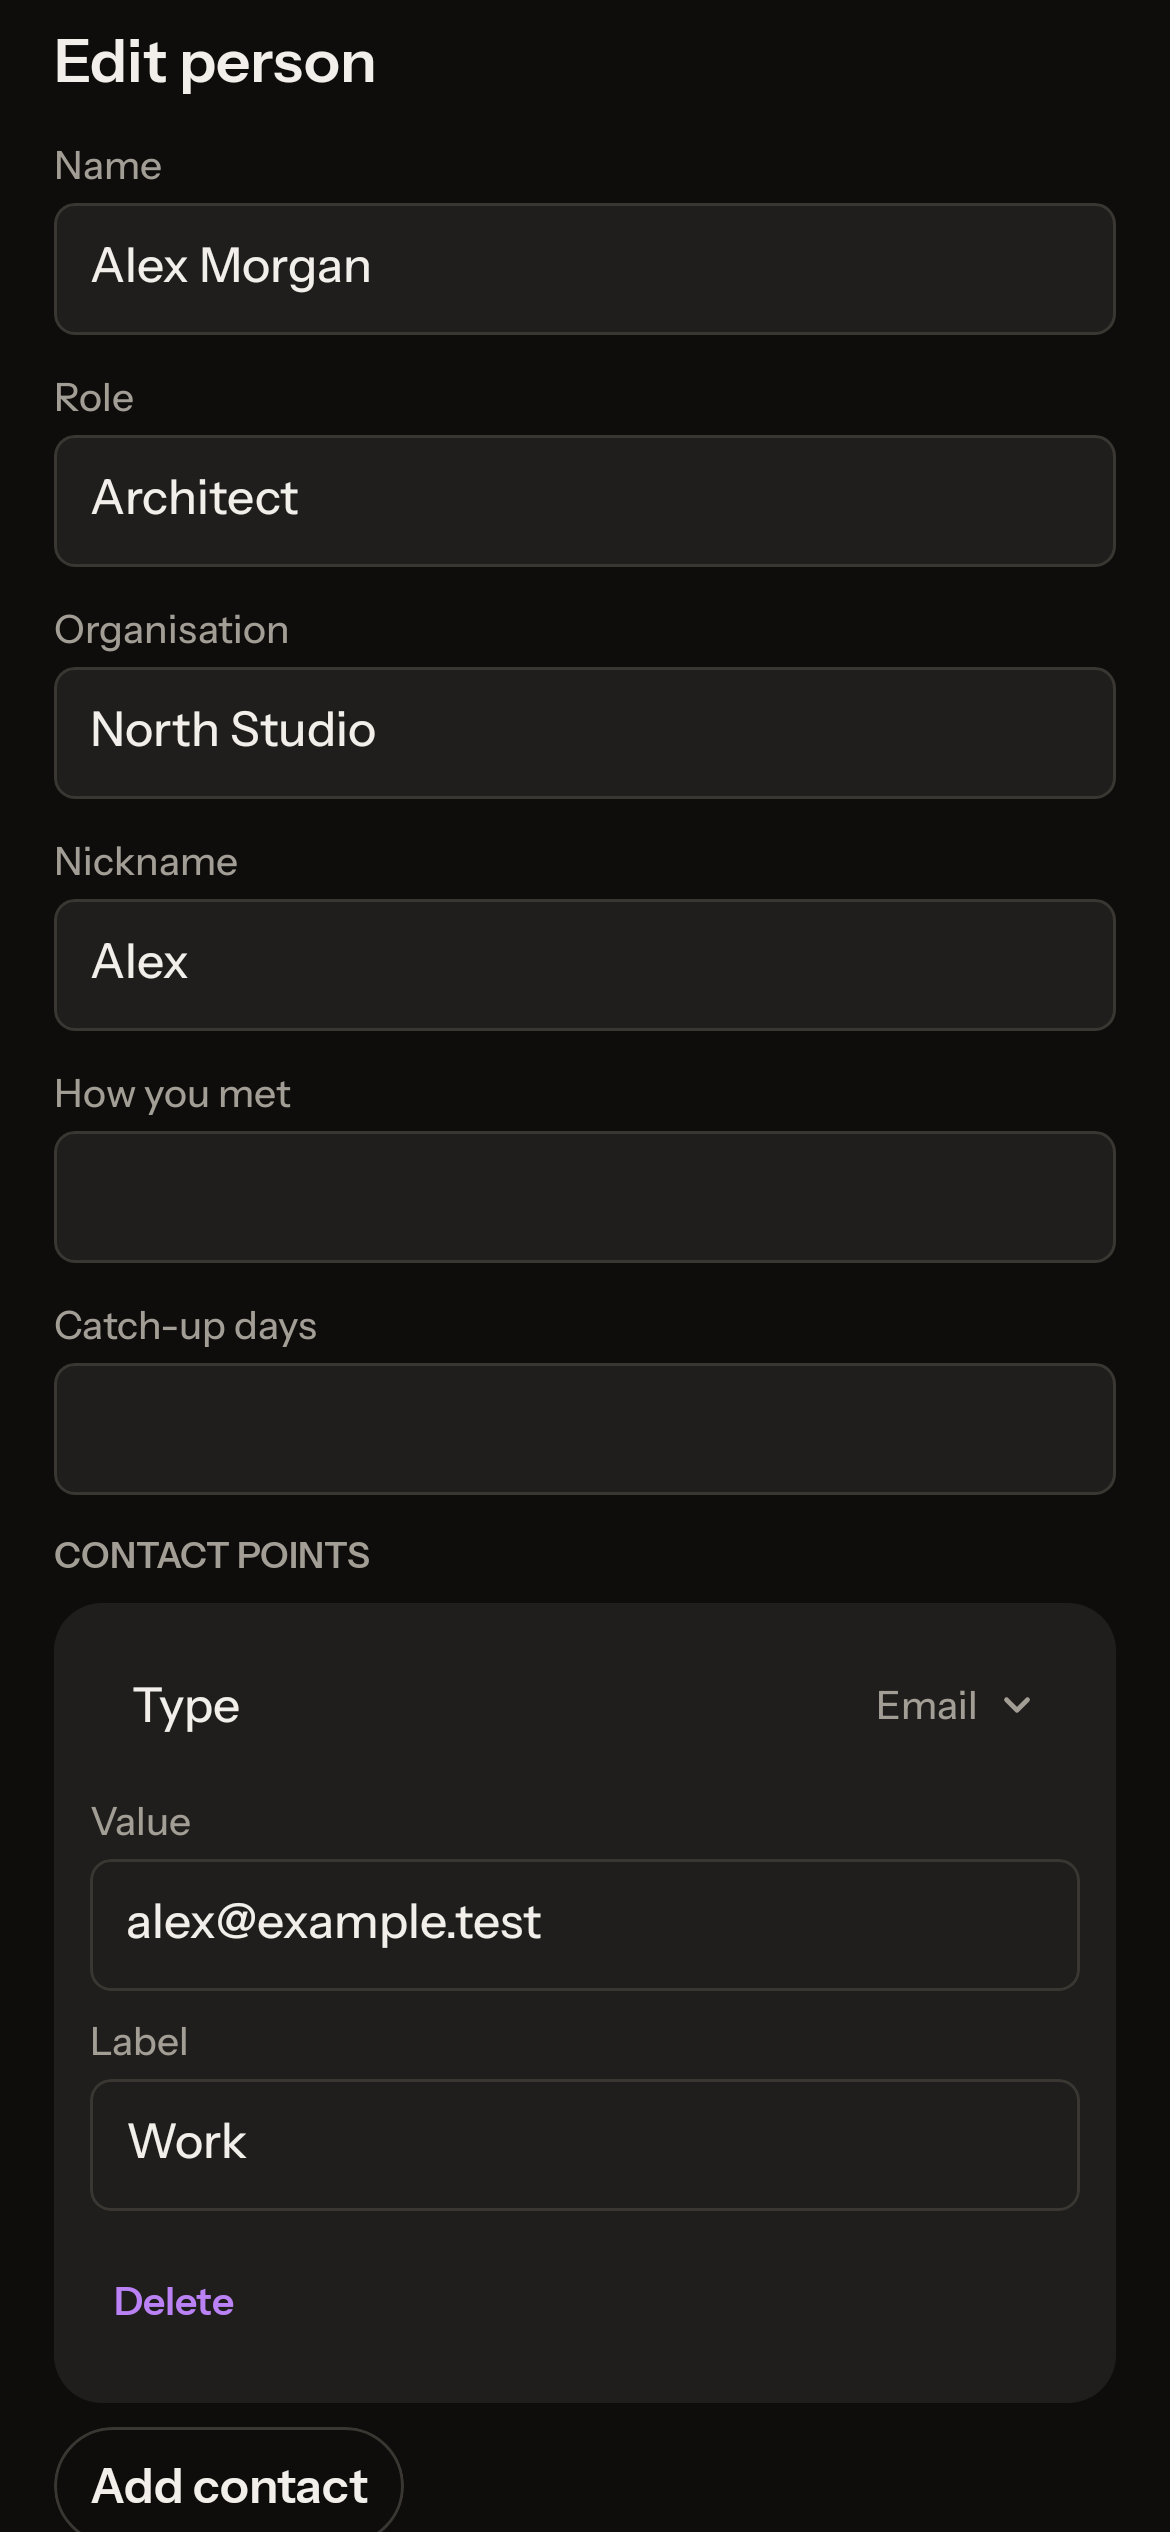 Edit person
Name
Alex Morgan
Role
Architect
Organisation
North Studio
Nickname
Alex
How you met
Catch-up days
CONTACT POINTS
Type
Email
Value
alex@example.test
Label
Work
Delete
Add contact